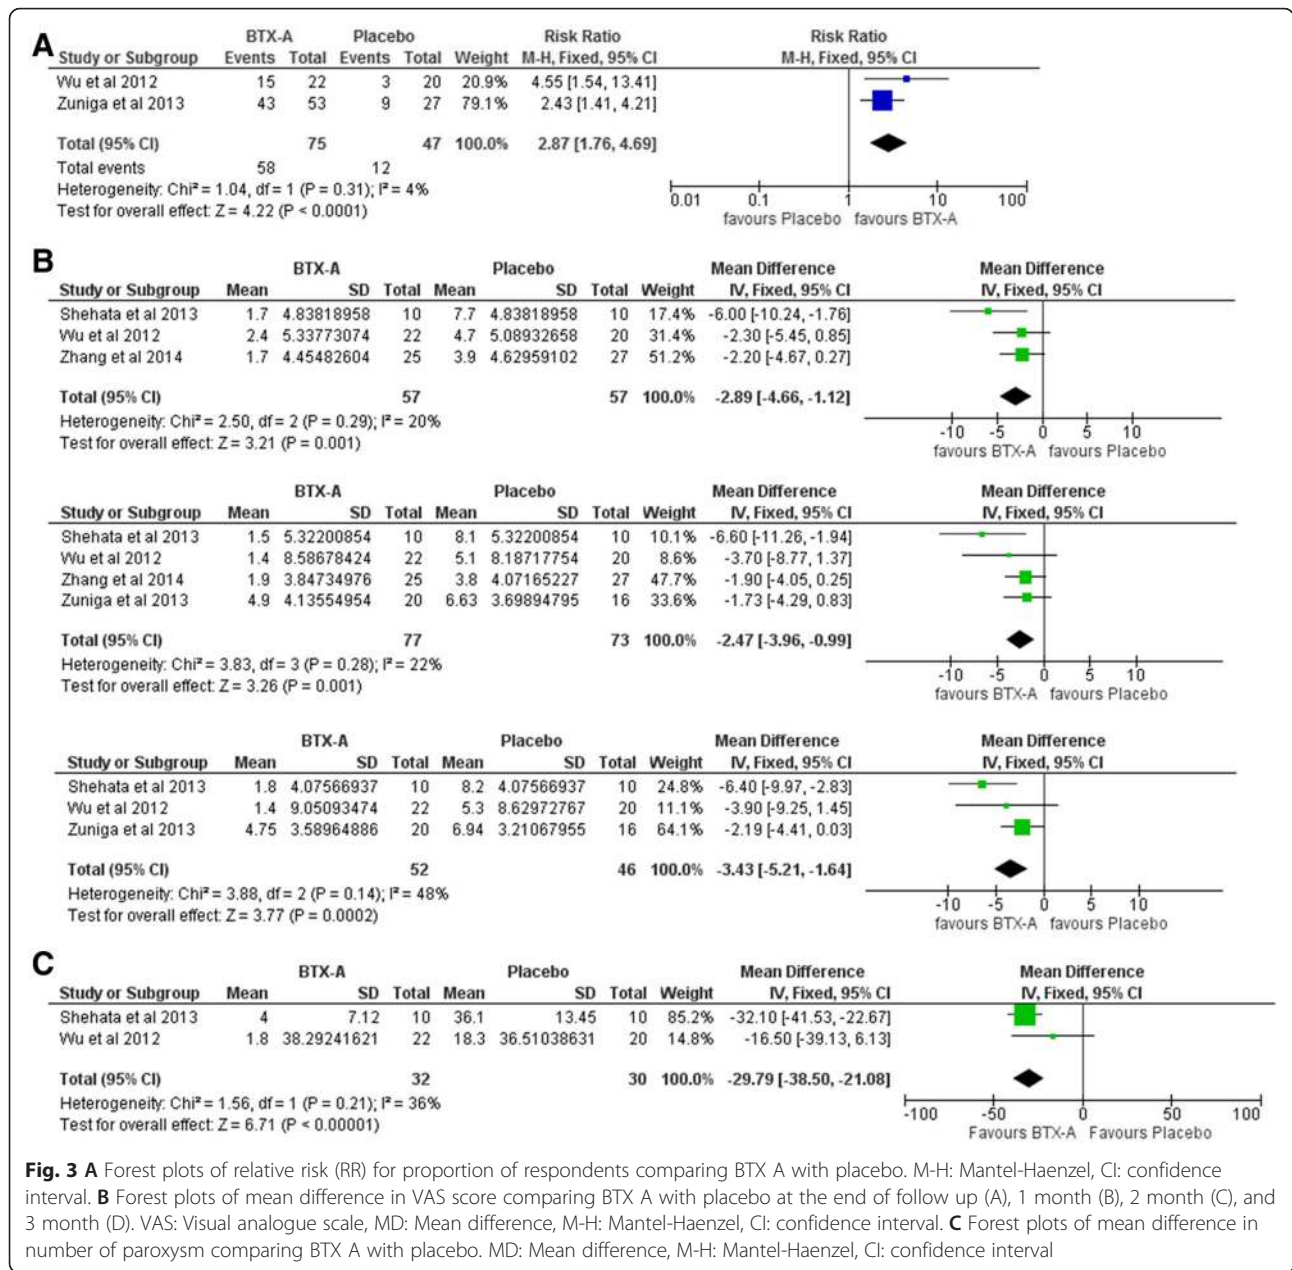 A
BTX-A Placebo Risk Ratio Risk Ratio
Study or Subgroup Events Total Events Total Weight M-H, Fixed, 95% CI M-H, Fixed, 95% CI
Wu et al 2012 15 22 3 20 20.9% 4.55 [1.54, 13.41]
Zuniga et al 2013 43 53 9 27 79.1% 2.43 [1.41, 4.21]
Total (95% CI) 75 47 100.0% 2.87 [1.76, 4.69]
Total events 58 12
Heterogeneity: Chi² = 1.04, df = 1 (P = 0.31); I² = 4%
Test for overall effect: Z = 4.22 (P < 0.0001)
0.01 0.1 1 10 100
favours Placebo favours BTX-A
B
BTX-A Placebo Mean Difference Mean Difference
Study or Subgroup Mean SD Total Mean SD Total Weight IV, Fixed, 95% CI IV, Fixed, 95% CI
Shehata et al 2013 1.7 4.83818958 10 7.7 4.83818958 10 17.4% -6.00 [-10.24, -1.76]
Wu et al 2012 2.4 5.33773074 22 4.7 5.08932658 20 31.4% -2.30 [-5.45, 0.85]
Zhang et al 2014 1.7 4.45482604 25 3.9 4.62959102 27 51.2% -2.20 [-4.67, 0.27]
Total (95% CI) 57 57 100.0% -2.89 [-4.66, -1.12]
Heterogeneity: Chi² = 2.50, df = 2 (P = 0.29); I² = 20%
Test for overall effect: Z = 3.21 (P = 0.001)
-10 -5 0 5 10
favours BTX-A favours Placebo
BTX-A Placebo Mean Difference Mean Difference
Study or Subgroup Mean SD Total Mean SD Total Weight IV, Fixed, 95% CI IV, Fixed, 95% CI
Shehata et al 2013 1.5 5.32200854 10 8.1 5.32200854 10 10.1% -6.60 [-11.26, -1.94]
Wu et al 2012 1.4 8.58678424 22 5.1 8.18717754 20 8.6% -3.70 [-8.77, 1.37]
Zhang et al 2014 1.9 3.84734976 25 3.8 4.07165227 27 47.7% -1.90 [-4.05, 0.25]
Zuniga et al 2013 4.9 4.13554954 20 6.63 3.69894795 16 33.6% -1.73 [-4.29, 0.83]
Total (95% CI) 77 73 100.0% -2.47 [-3.96, -0.99]
Heterogeneity: Chi² = 3.83, df = 3 (P = 0.28); I² = 22%
Test for overall effect: Z = 3.26 (P = 0.001)
-10 -5 0 5 10
favours BTX-A favours Placebo
BTX-A Placebo Mean Difference Mean Difference
Study or Subgroup Mean SD Total Mean SD Total Weight IV, Fixed, 95% CI IV, Fixed, 95% CI
Shehata et al 2013 1.8 4.07566937 10 8.2 4.07566937 10 24.8% -6.40 [-9.97, -2.83]
Wu et al 2012 1.4 9.05093474 22 5.3 8.62972767 20 11.1% -3.90 [-9.25, 1.45]
Zuniga et al 2013 4.75 3.58964886 20 6.94 3.21067955 16 64.1% -2.19 [-4.41, 0.03]
Total (95% CI) 52 46 100.0% -3.43 [-5.21, -1.64]
Heterogeneity: Chi² = 3.88, df = 2 (P = 0.14); I² = 48%
Test for overall effect: Z = 3.77 (P = 0.0002)
-10 -5 0 5 10
favours BTX-A favours Placebo
C
BTX-A Placebo Mean Difference Mean Difference
Study or Subgroup Mean SD Total Mean SD Total Weight IV, Fixed, 95% CI IV, Fixed, 95% CI
Shehata et al 2013 4 7.12 10 36.1 13.45 10 85.2% -32.10 [-41.53, -22.67]
Wu et al 2012 1.8 38.29241621 22 18.3 36.51038631 20 14.8% -16.50 [-39.13, 6.13]
Total (95% CI) 32 30 100.0% -29.79 [-38.50, -21.08]
Heterogeneity: Chi² = 1.56, df = 1 (P = 0.21); I² = 36%
Test for overall effect: Z = 6.71 (P < 0.00001)
-100 -50 0 50 100
Favours BTX-A Favours Placebo
Fig. 3 A Forest plots of relative risk (RR) for proportion of respondents comparing BTX A with placebo. M-H: Mantel-Haenzel, CI: confidence
interval. B Forest plots of mean difference in VAS score comparing BTX A with placebo at the end of follow up (A), 1 month (B), 2 month (C), and
3 month (D). VAS: Visual analogue scale, MD: Mean difference, M-H: Mantel-Haenzel, CI: confidence interval. C Forest plots of mean difference in
number of paroxysm comparing BTX A with placebo. MD: Mean difference, M-H: Mantel-Haenzel, CI: confidence interval